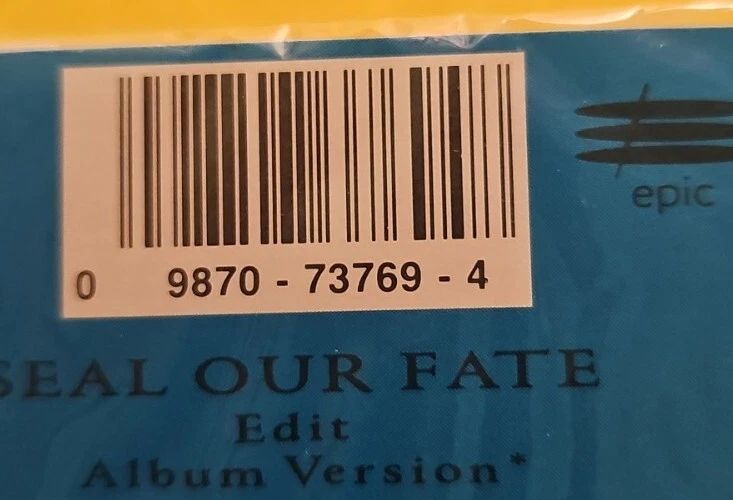 epic
0 9870 - 73769 - 4
SEAL OUR FATE
Edit
Album Version*